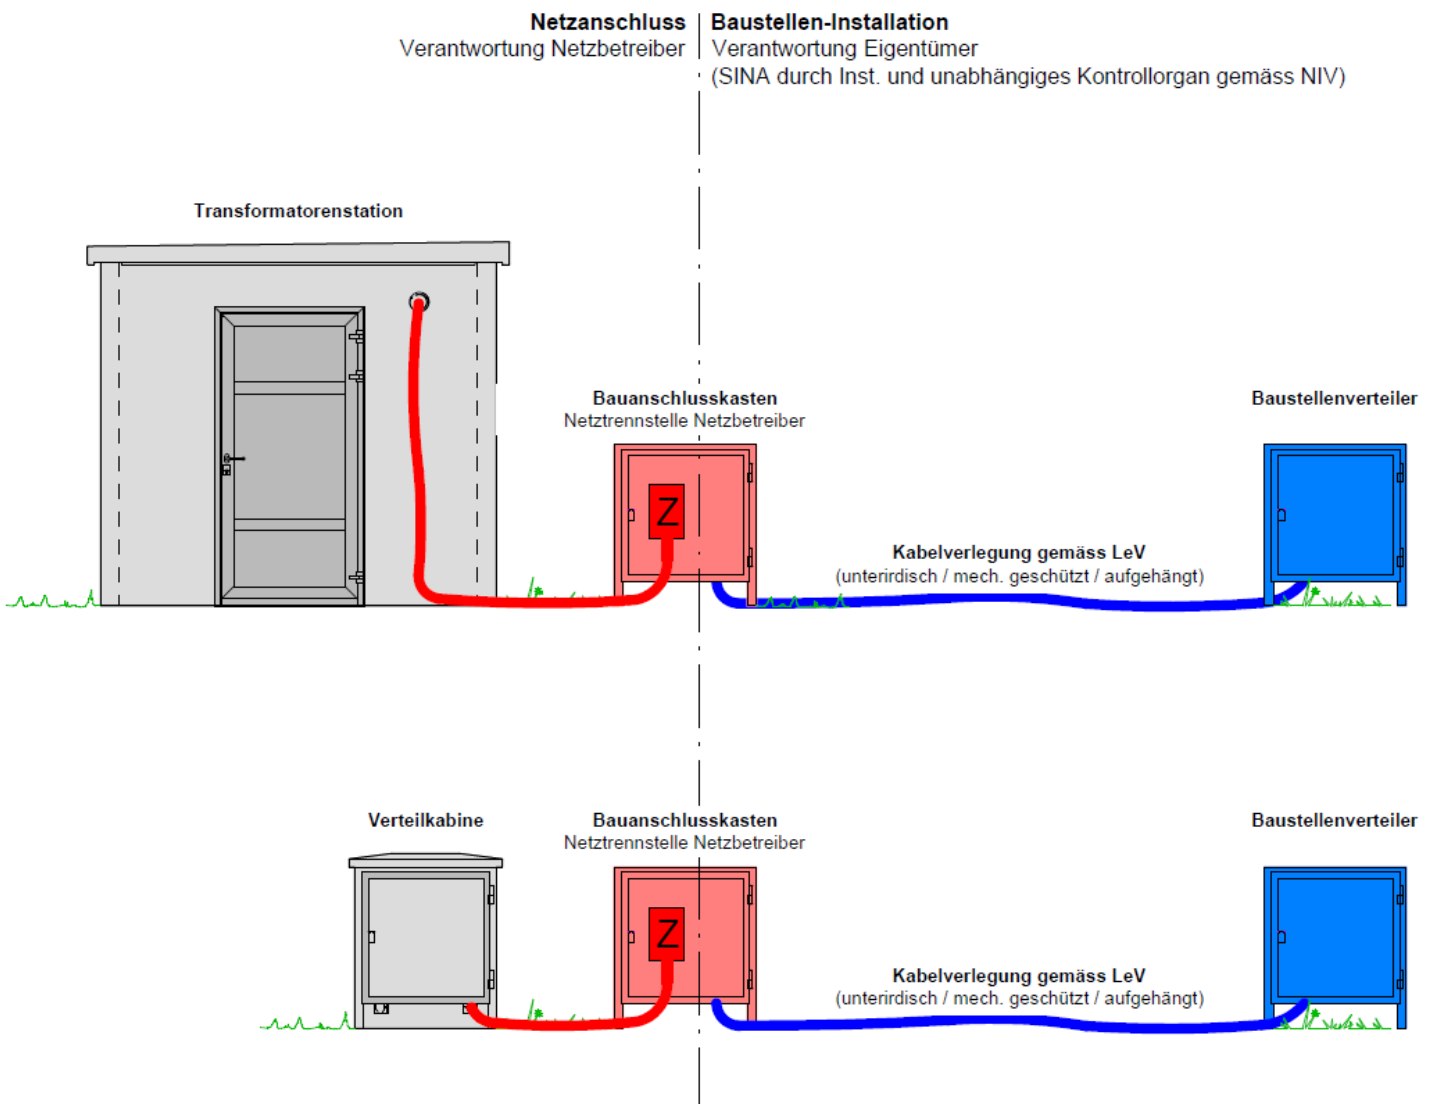 Netzanschluss
Verantwortung Netzbetreiber
Baustellen-Installation
Verantwortung Eigentümer
(SINA durch Inst. und unabhängiges Kontrollorgan gemäss NIV)
Transformatorenstation
Bauanschlusskasten
Netztrennstelle Netzbetreiber
Baustellenverteiler
Z
Kabelverlegung gemäss LeV
(unterirdisch / mech. geschützt / aufgehängt)
Verteilkabine
Bauanschlusskasten
Netztrennstelle Netzbetreiber
Baustellenverteiler
Z
Kabelverlegung gemäss LeV
(unterirdisch / mech. geschützt / aufgehängt)